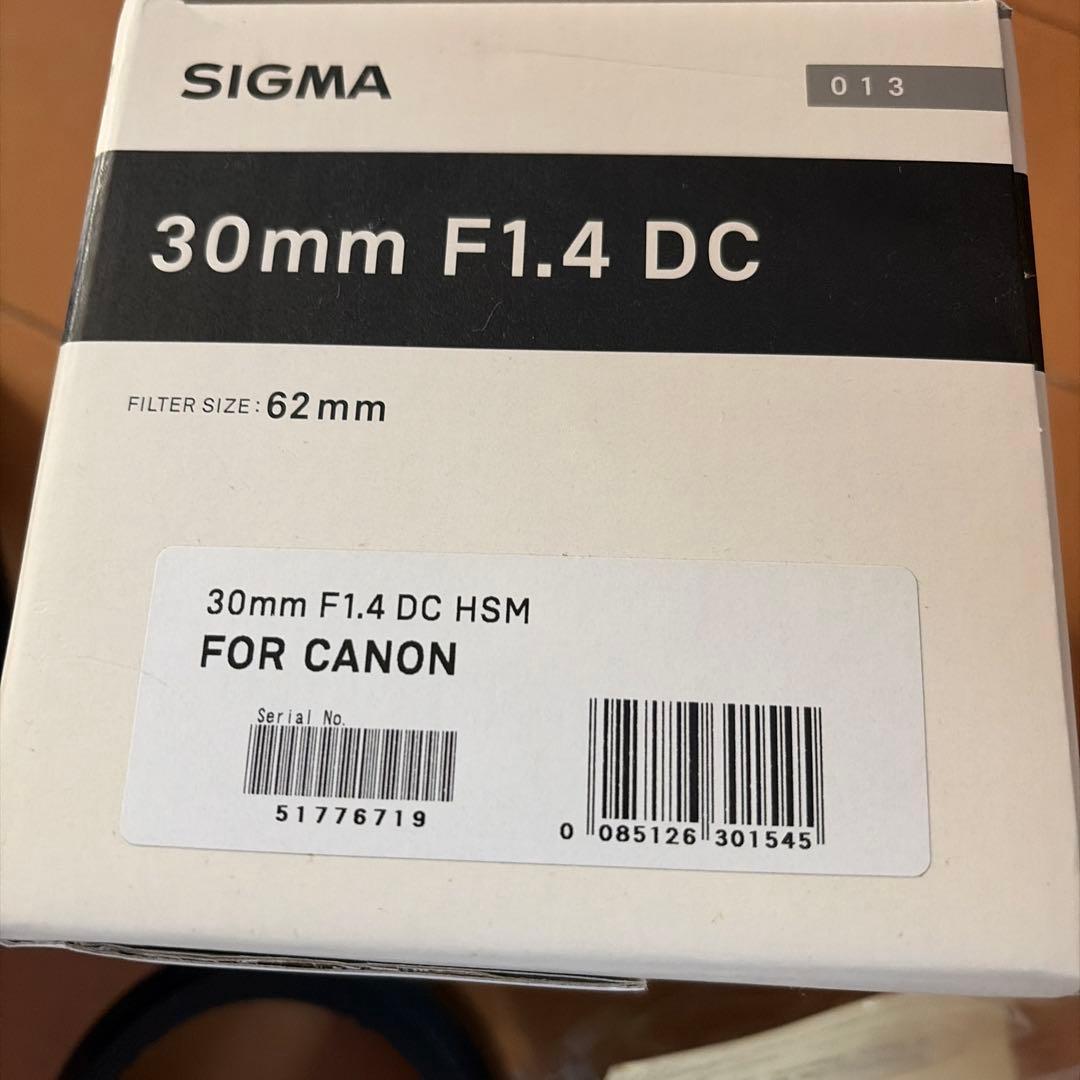 SIGMA
013
30mm F1.4 DC
FILTER SIZE: 62mm
30mm F1.4 DC HSM
FOR CANON
Serial No.
51776719
0 085126 301545